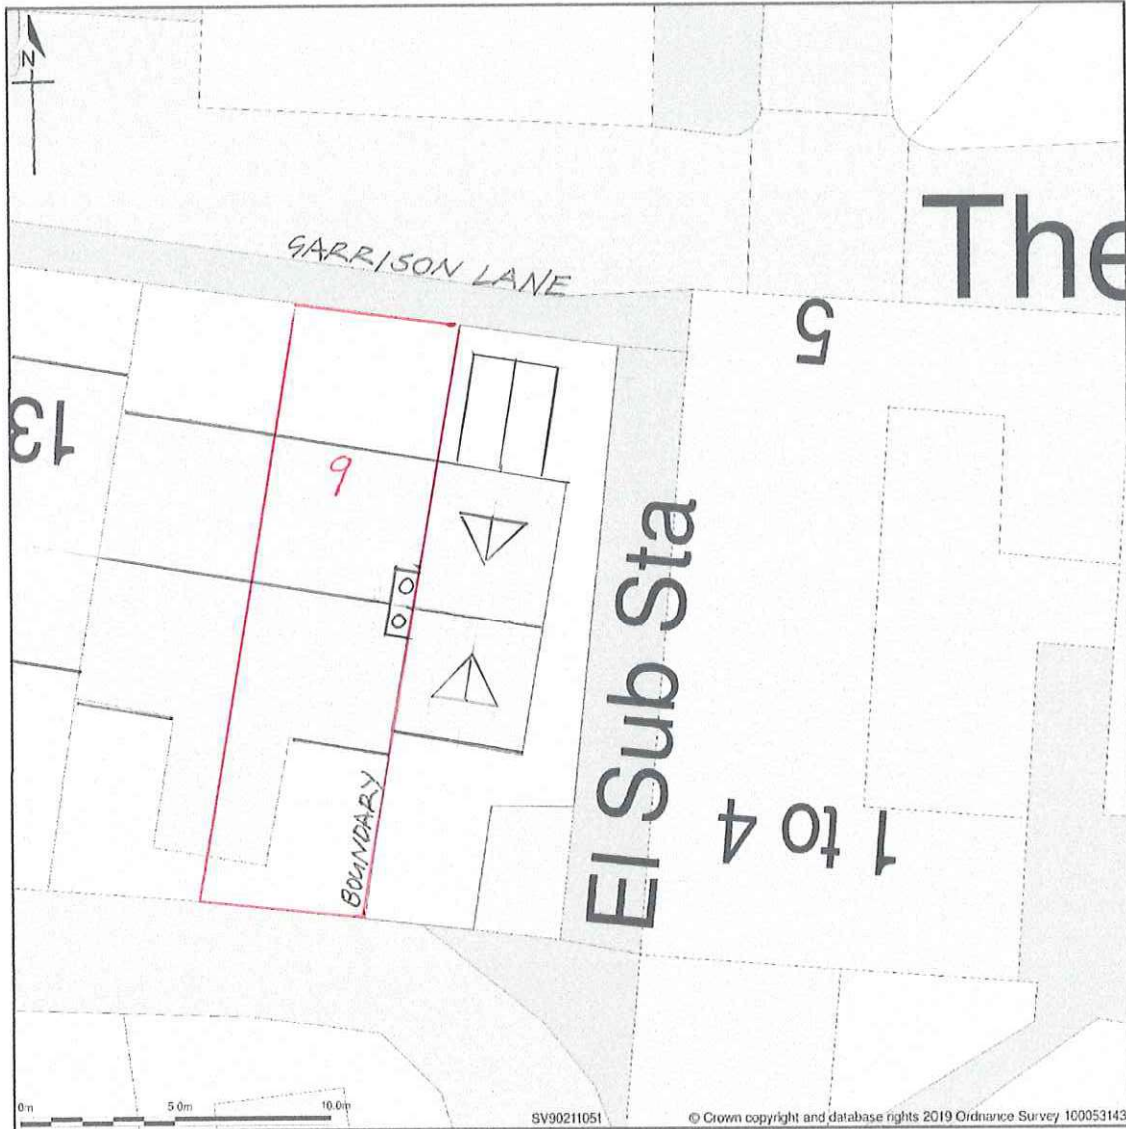 N
GARRISON LANE
The
5
13
9
El Sub Sta
1 to 4
BOUNDARY
0m 5.0m 10.0m
SV90211051
© Crown copyright and database rights 2019 Ordnance Survey 100053143